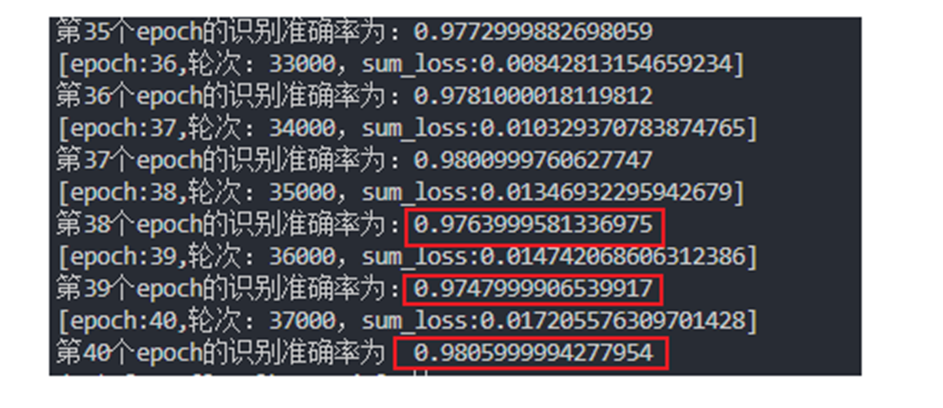 第35个epoch的识别准确率为：0.9772999882698059
[epoch:36,轮次：33000，sum_loss:0.00842813154659234]
第36个epoch的识别准确率为：0.9781000018119812
[epoch:37,轮次：34000，sum_loss:0.010329370783874765]
第37个epoch的识别准确率为：0.9800999760627747
[epoch:38,轮次：35000，sum_loss:0.01346932295942679]
第38个epoch的识别准确率为：0.9763999581336975
[epoch:39,轮次：36000，sum_loss:0.014742068606312386]
第39个epoch的识别准确率为：0.9747999906539917
[epoch:40,轮次：37000，sum_loss:0.017205576309701428]
第40个epoch的识别准确率为 0.9805999994277954